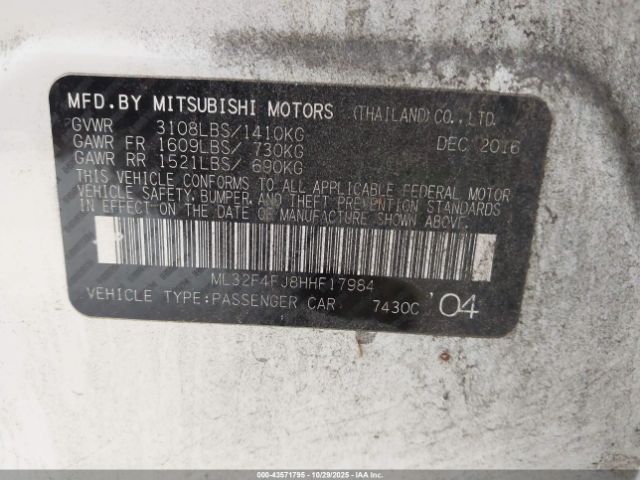 MFD.BY MITSUBISHI MOTORS (THAILAND)CO.,LTD.
GVWR 3108LBS/1410KG DEC 2016
GAWR FR 1609LBS/ 730KG
GAWR RR 1521LBS/ 690KG
THIS VEHICLE CONFORMS TO ALL APPLICABLE FEDERAL MOTOR
VEHICLE SAFETY, BUMPER, AND THEFT PREVENTION STANDARDS
IN EFFECT ON THE DATE OF MANUFACTURE SHOWN ABOVE.
ML32F4FJ8HHF17984
VEHICLE TYPE:PASSENGER CAR 7430C '04
000-43571795 10/29/2025 IAAI.COM